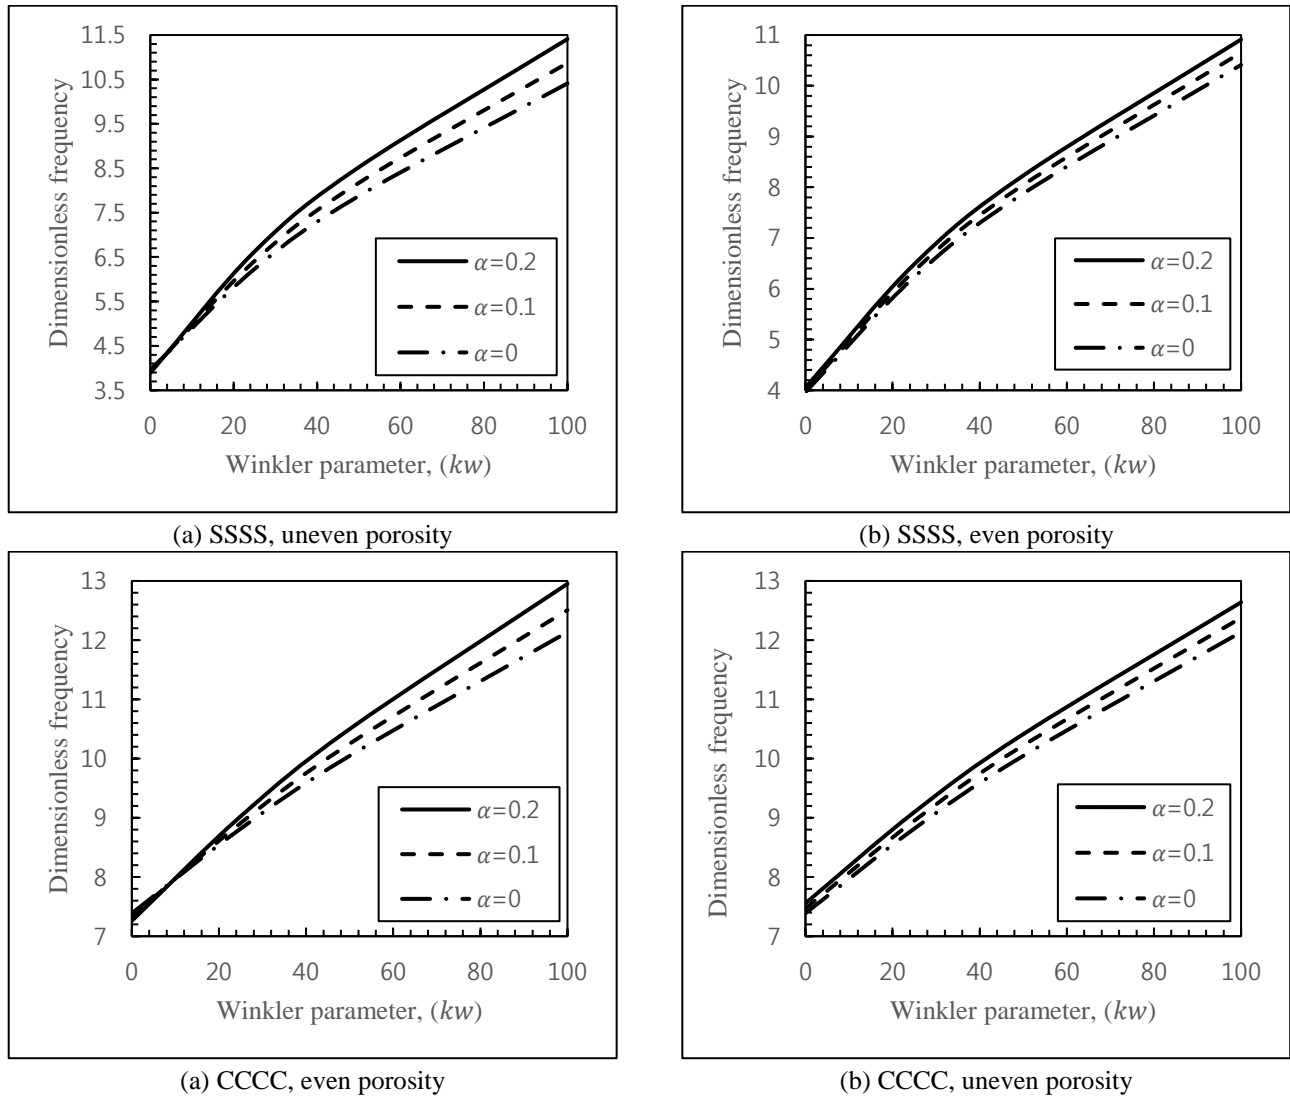 11.5
10.5
9.5
8.5
7.5
6.5
5.5
4.5
3.5
Dimensionless frequency
α=0.2
α=0.1
α=0
0 20 40 60 80 100
Winkler parameter, (kw)
(a) SSSS, uneven porosity
11
10
9
8
7
6
5
4
Dimensionless frequency
α=0.2
α=0.1
α=0
0 20 40 60 80 100
Winkler parameter, (kw)
(b) SSSS, even porosity
13
12
11
10
9
8
7
Dimensionless frequency
α=0.2
α=0.1
α=0
0 20 40 60 80 100
Winkler parameter, (kw)
(a) CCCC, even porosity
13
12
11
10
9
8
7
Dimensionless frequency
α=0.2
α=0.1
α=0
0 20 40 60 80 100
Winkler parameter, (kw)
(b) CCCC, uneven porosity